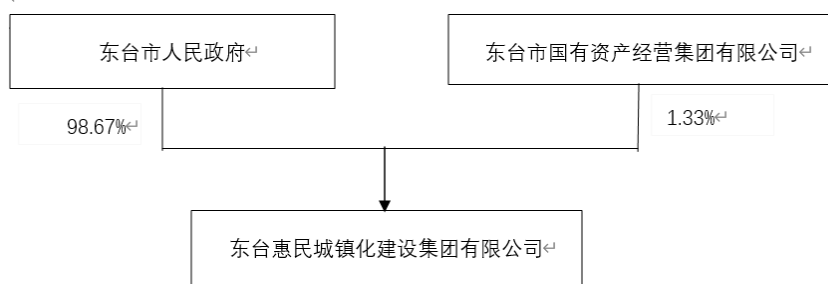 东台市人民政府
东台市国有资产经营集团有限公司
98.67%
1.33%
东台惠民城镇化建设集团有限公司